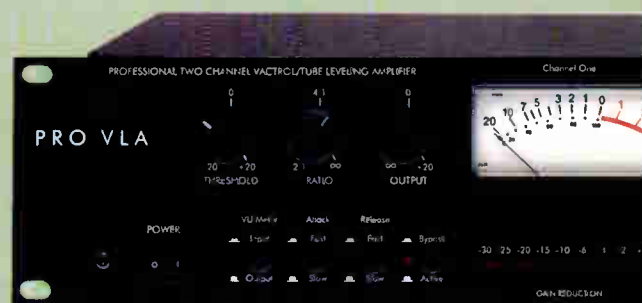 PROFESSIONAL TWO CHANNEL VACTROL/TUBE LEVELING AMPLIFIER
Channel One
0 4:1 0
20 10 7 5 3 2 1 0 1
PRO VLA
20 +20 2:1 ∞ ∞ +20
THRESHOLD RATIO OUTPUT
VU Meter Attack Release
POWER Input Fast Fast Bypass
0 1
Output Slow Slow Active
-30 -25 -20 -15 -10 -6
GAIN REDUCTION